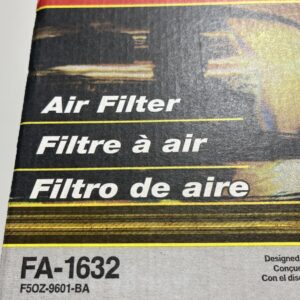 Air Filter
Filtre à air
Filtro de aire
FA-1632
F5OZ-9601-BA
Designed
Conçu
Con el dis